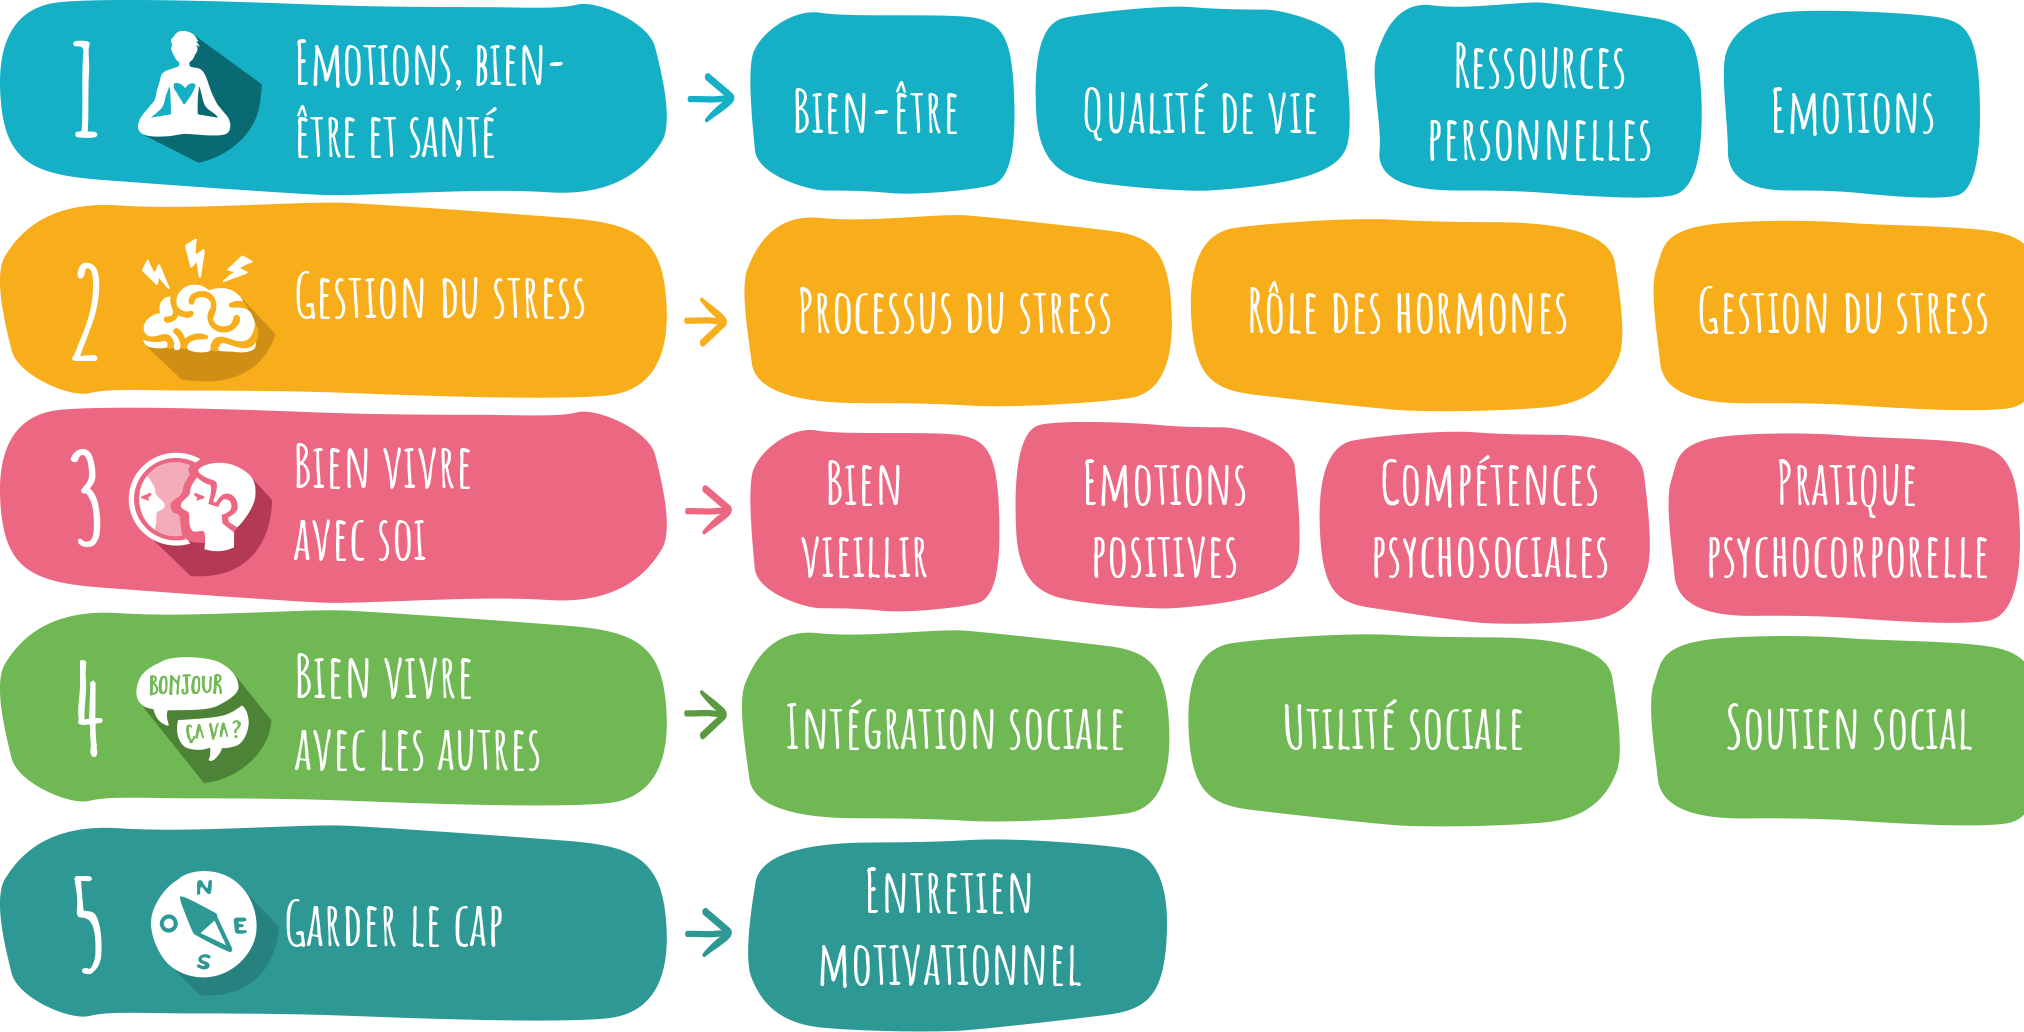 1
Emotions, bien-
être et santé
Bien-être
Qualité de vie
Ressources
personnelles
Emotions
2
Gestion du stress
Processus du stress
Rôle des hormones
Gestion du stress
3
Bien vivre
avec soi
Bien
vieillir
Emotions
positives
Compétences
psychosociales
Pratique
psychocorporelle
4
BONJOUR
ÇA VA ?
Bien vivre
avec les autres
Intégration sociale
Utilité sociale
Soutien social
5
N
O E
S
Garder le cap
Entretien
motivationnel